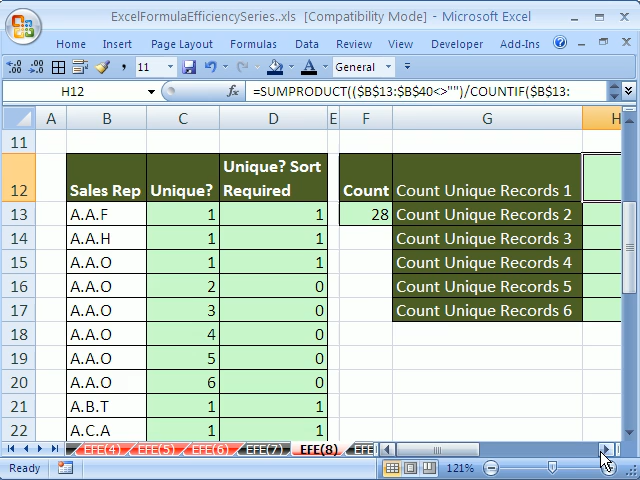 ExcelFormulaEfficiencySeries..xls [Compatibility Mode] - Microsoft Excel
Home Insert Page Layout Formulas Data Review View Developer Add-Ins
11 General
H12 fx =SUMPRODUCT(($B$13:$B$40<>"")/COUNTIF($B$13:
A B C D E F G H
11
12 Sales Rep Unique? Unique? Sort Required Count Count Unique Records 1
13 A.A.F 1 1 28 Count Unique Records 2
14 A.A.H 1 1 Count Unique Records 3
15 A.A.O 1 1 Count Unique Records 4
16 A.A.O 2 0 Count Unique Records 5
17 A.A.O 3 0 Count Unique Records 6
18 A.A.O 4 0
19 A.A.O 5 0
20 A.A.O 6 0
21 A.B.T 1 1
22 A.C.A 1 1
EFE(4) EFE(5) EFE(6) EFE(7) EFE(8) EFE
Ready 121%